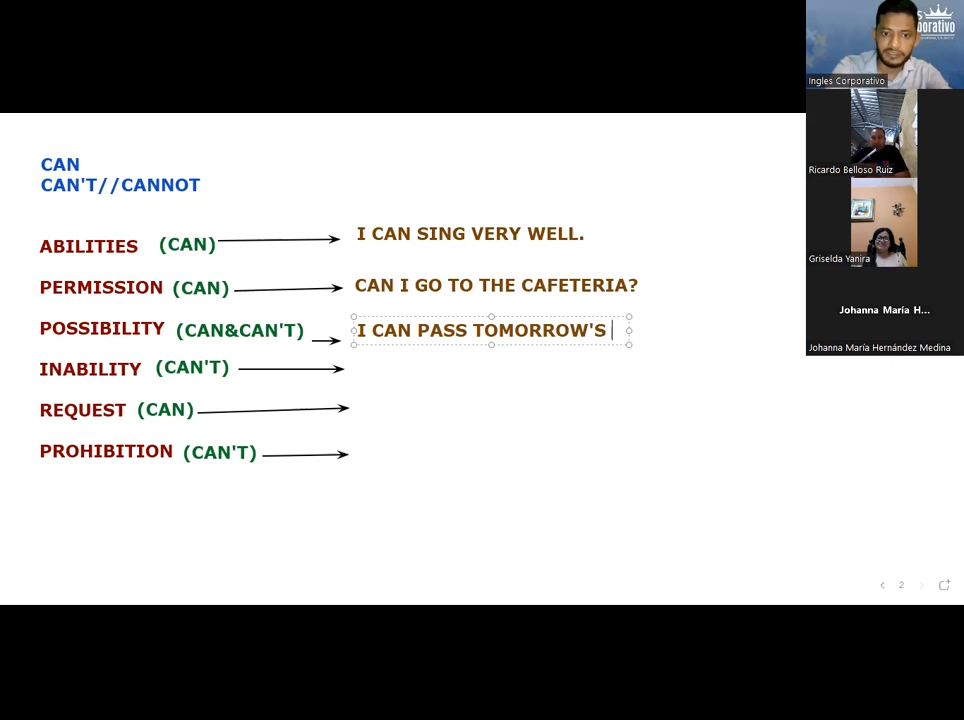 CAN
CAN'T//CANNOT
ABILITIES (CAN) I CAN SING VERY WELL.
PERMISSION (CAN) CAN I GO TO THE CAFETERIA?
POSSIBILITY (CAN&CAN'T) I CAN PASS TOMORROW'S
INABILITY (CAN'T)
REQUEST (CAN)
PROHIBITION (CAN'T)
2
Ingles Corporativo
Ricardo Belloso Ruiz
Griselda Yanira
Johanna María H...
Johanna María Hernández Medina